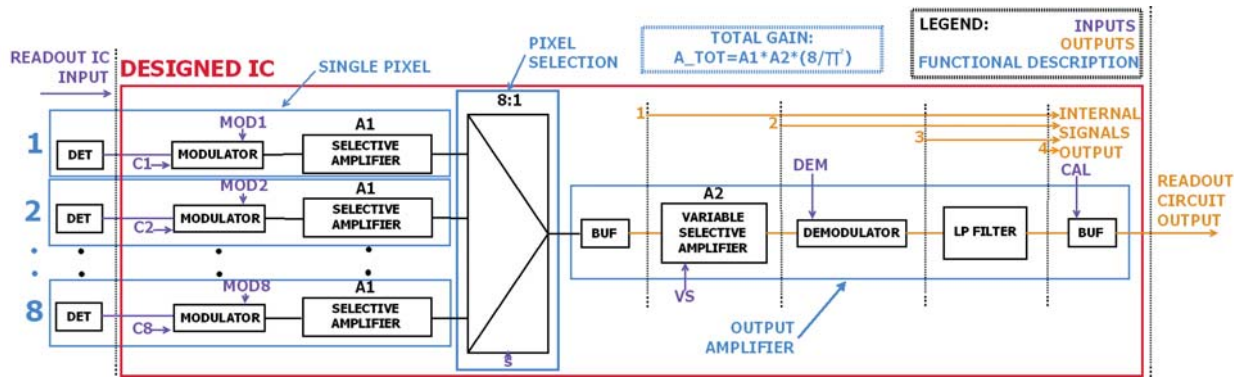 LEGEND:
INPUTS
OUTPUTS
FUNCTIONAL DESCRIPTION
TOTAL GAIN:
A_TOT=A1*A2*(8/π²)
READOUT IC
INPUT
DESIGNED IC
SINGLE PIXEL
PIXEL
SELECTION
8:1
S
1
DET
C1
MOD1
MODULATOR
A1
SELECTIVE
AMPLIFIER
2
DET
C2
MOD2
MODULATOR
A1
SELECTIVE
AMPLIFIER
8
DET
C8
MOD8
MODULATOR
A1
SELECTIVE
AMPLIFIER
1
2
3
4
INTERNAL
SIGNALS
OUTPUT
BUF
A2
VARIABLE
SELECTIVE
AMPLIFIER
VS
DEM
DEMODULATOR
LP FILTER
CAL
BUF
OUTPUT
AMPLIFIER
READOUT
CIRCUIT
OUTPUT